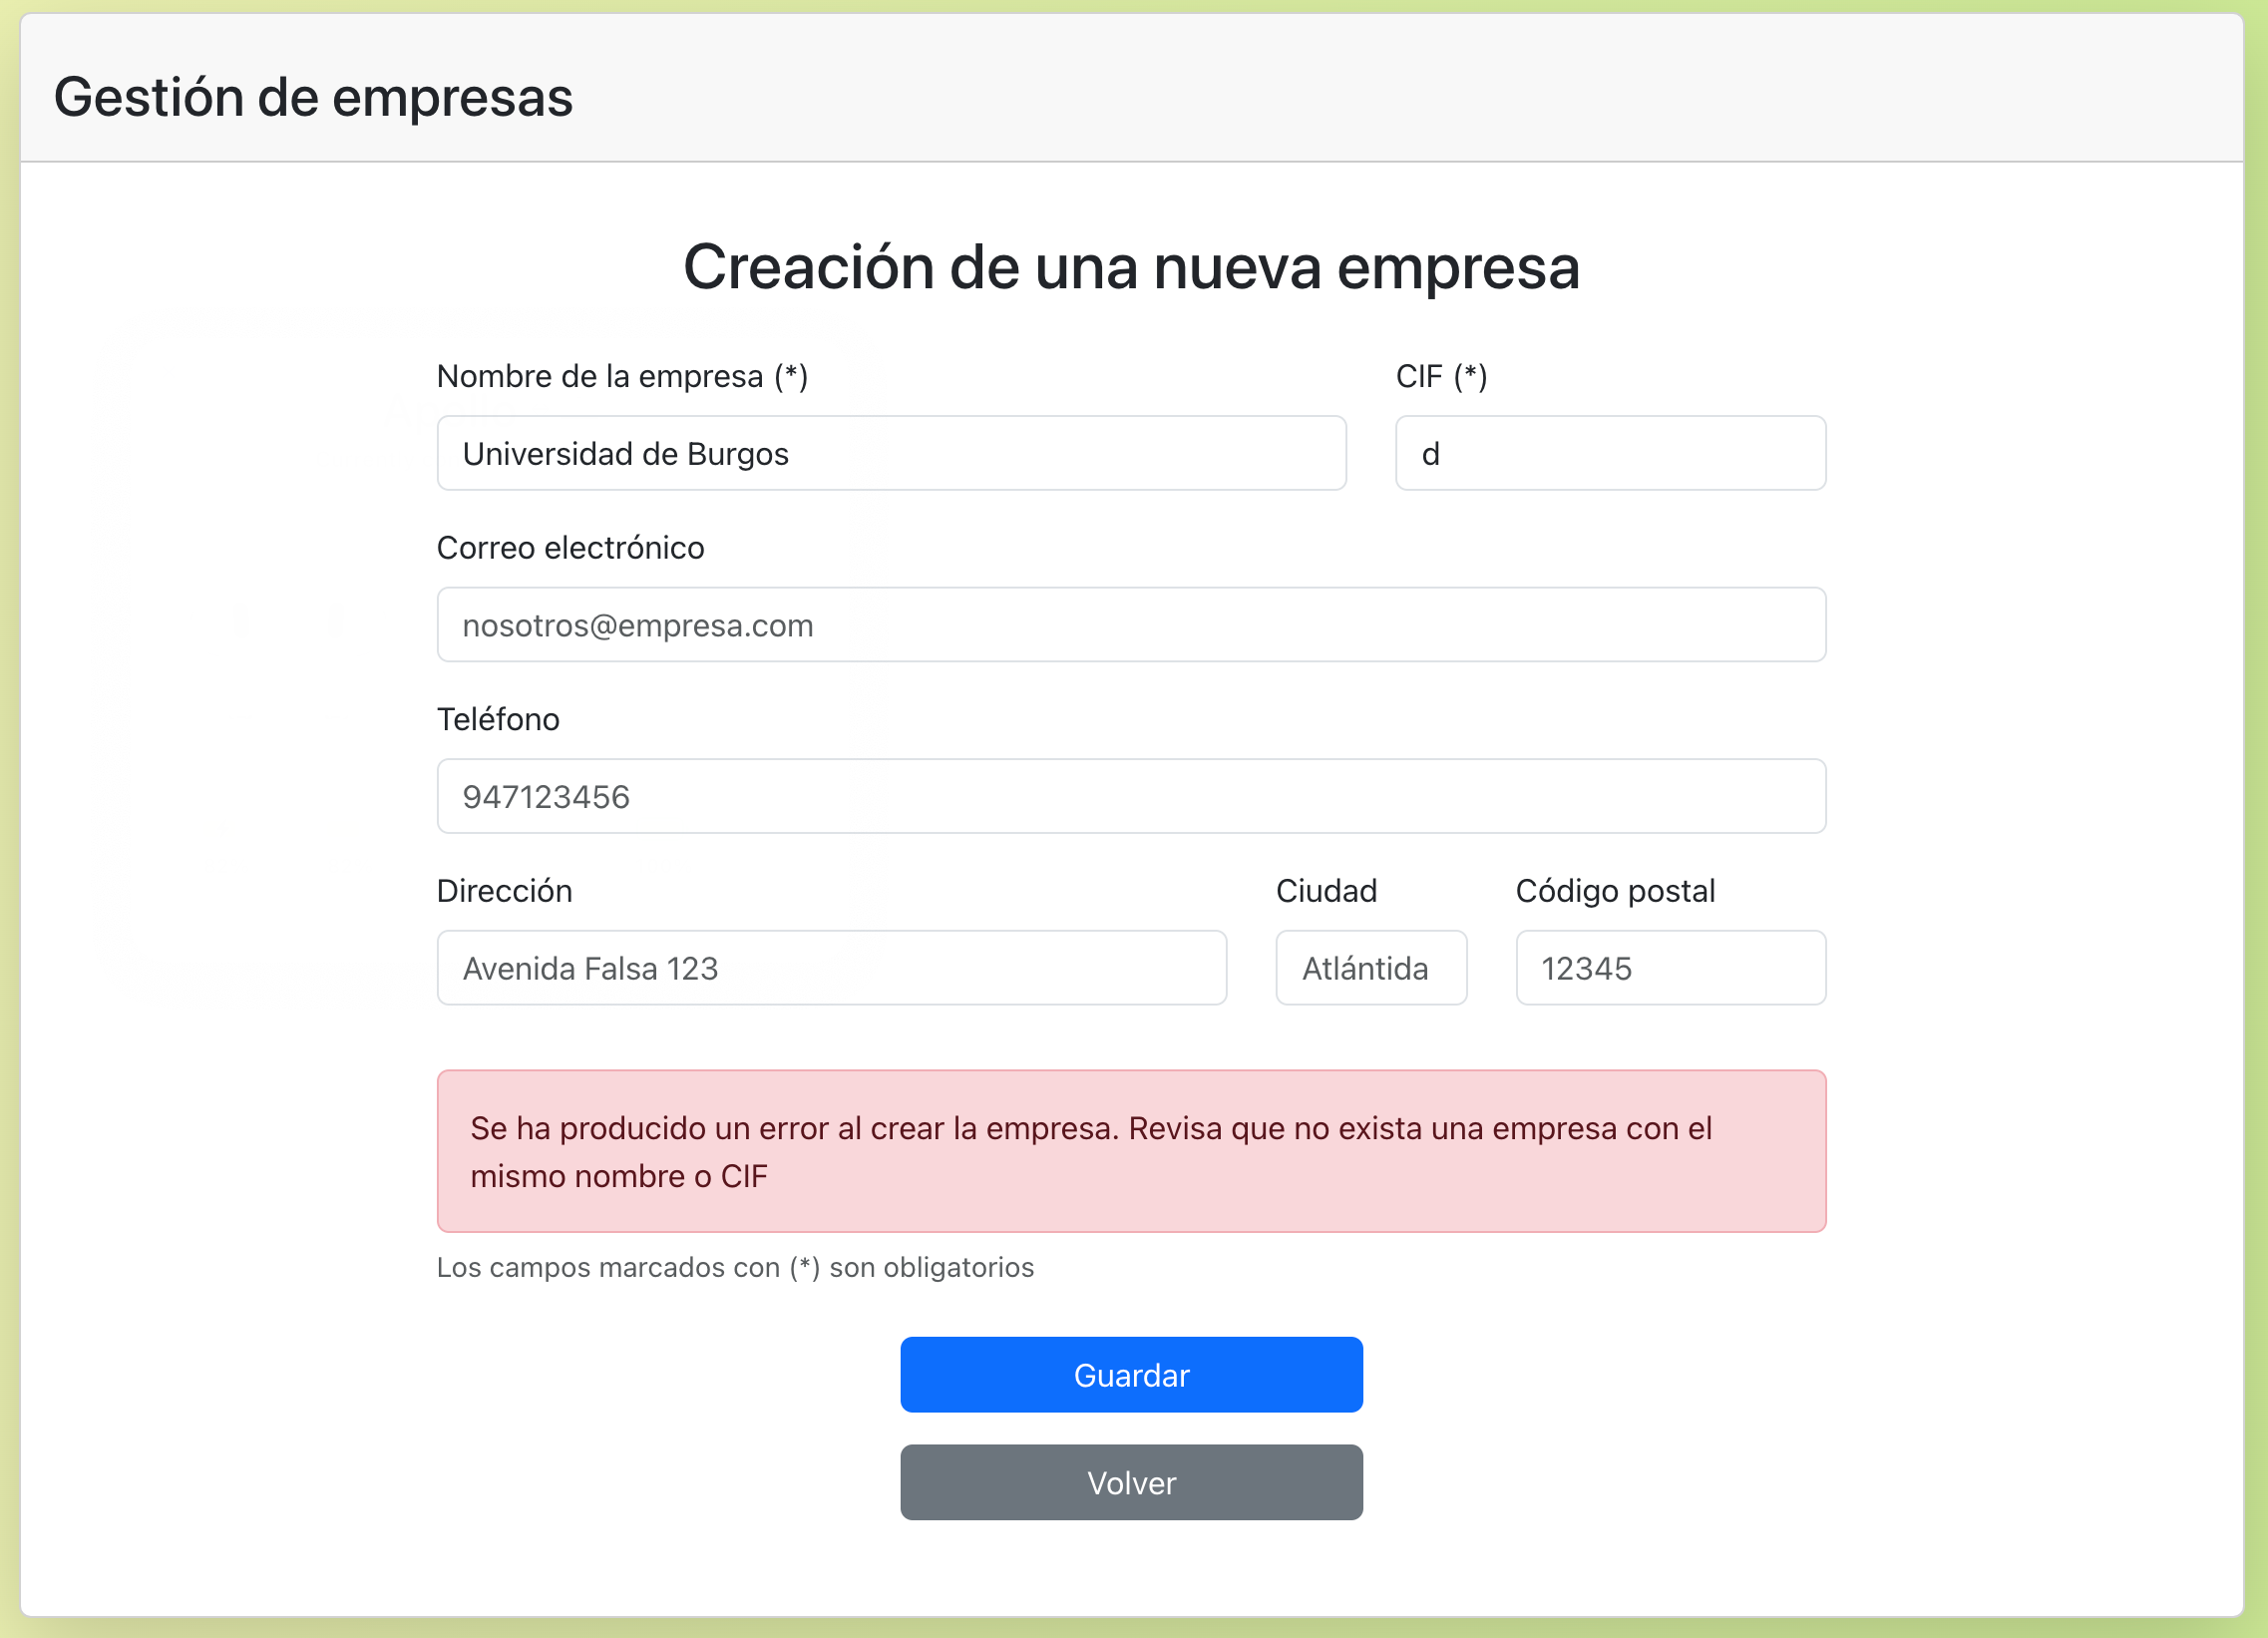 Gestión de empresas
Creación de una nueva empresa
Nombre de la empresa (*)
CIF (*)
Universidad de Burgos
d
Correo electrónico
nosotros@empresa.com
Teléfono
947123456
Dirección
Ciudad
Código postal
Avenida Falsa 123
Atlántida
12345
Se ha producido un error al crear la empresa. Revisa que no exista una empresa con el
mismo nombre o CIF
Los campos marcados con (*) son obligatorios
Guardar
Volver